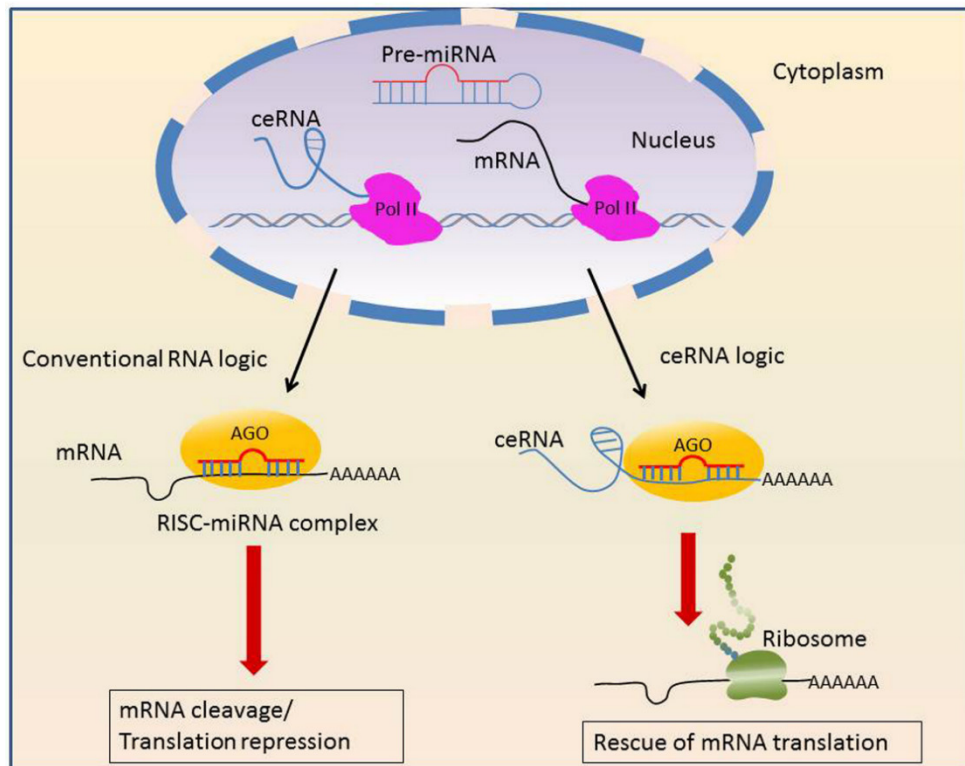 Pre-miRNA
Cytoplasm
ceRNA
mRNA
Nucleus
Pol II
Pol II
Conventional RNA logic
ceRNA logic
AGO
mRNA
AAAAAA
RISC-miRNA complex
ceRNA
AGO
AAAAAA
Ribosome
AAAAAA
mRNA cleavage/
Translation repression
Rescue of mRNA translation